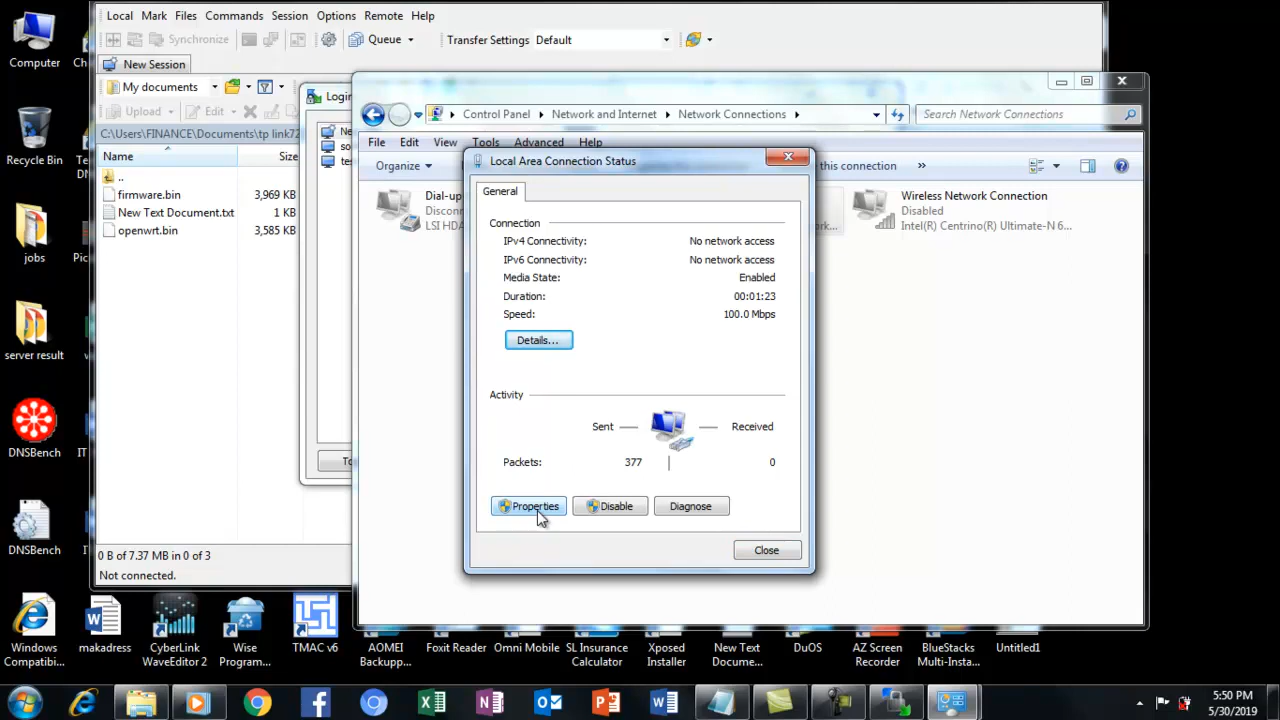 Local Mark Files Commands Session Options Remote Help
Synchronize Queue Transfer Settings Default
New Session
My documents
Upload Edit
C:\Users\FINANCE\Documents\tp link72
Name Size
..
firmware.bin 3,969 KB
New Text Document.txt 1 KB
openwrt.bin 3,585 KB
0 B of 7.37 MB in 0 of 3
Not connected.
Login
Control Panel Network and Internet Network Connections
Search Network Connections
File Edit View Tools Advanced Help
Organize this connection »
Dial-up
Wireless Network Connection
Disabled
Intel(R) Centrino(R) Ultimate-N 6...
Local Area Connection Status
General
Connection
IPv4 Connectivity: No network access
IPv6 Connectivity: No network access
Media State: Enabled
Duration: 00:01:23
Speed: 100.0 Mbps
Details...
Activity
Sent Received
Packets: 377 0
Properties Disable Diagnose
Close
Computer
Recycle Bin
jobs
server result
DNSBench
DNSBench
Windows Compatibi...
makadress
CyberLink WaveEditor 2
Wise Program...
TMAC v6
AOMEI Backupp...
Foxit Reader
Omni Mobile
SL Insurance Calculator
Xposed Installer
New Text Docume...
DuOS
AZ Screen Recorder
BlueStacks Multi-Insta...
Untitled1
5:50 PM
5/30/2019